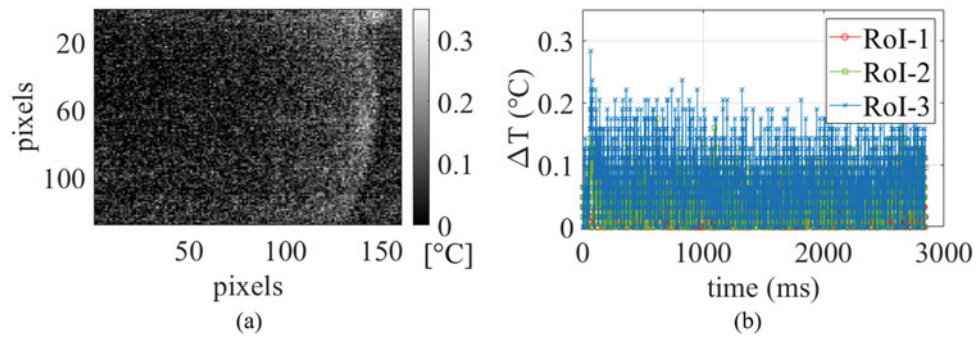 20
60
100
pixels
50
100
150
pixels
0.3
0.2
0.1
0
[°C]
(a)
0.3
0.2
0.1
0
ΔT (°C)
0
1000
2000
3000
time (ms)
RoI-1
RoI-2
RoI-3
(b)